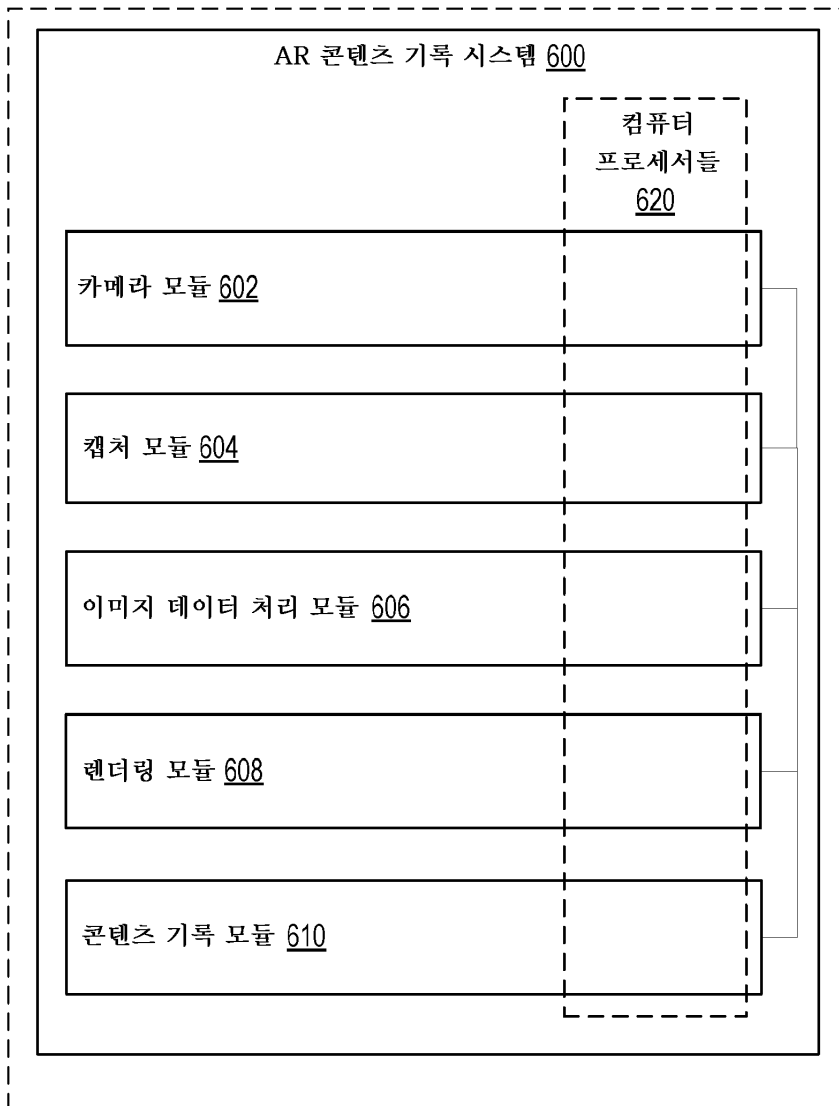 AR 콘텐츠 기록 시스템 600
컴퓨터
프로세서들
620
카메라 모듈 602
캡처 모듈 604
이미지 데이터 처리 모듈 606
렌더링 모듈 608
콘텐츠 기록 모듈 610